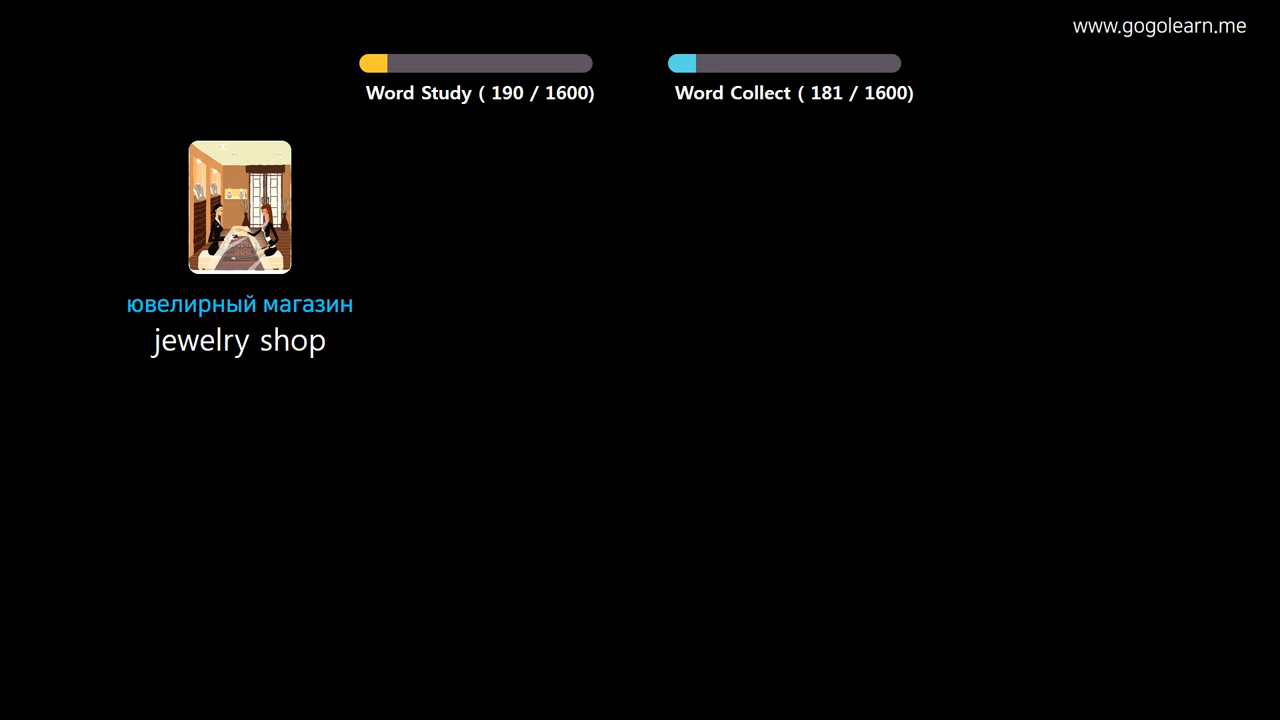 www.gogolearn.me
Word Study ( 190 / 1600)
Word Collect ( 181 / 1600)
ювелирный магазин
jewelry shop